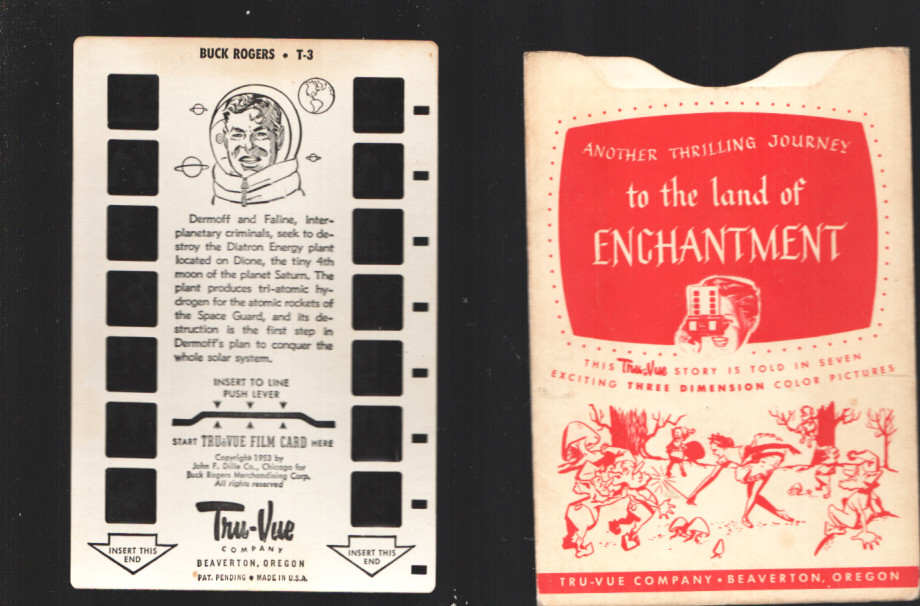 BUCK ROGERS • T-3
Dermoff and Faline, inter-
planetary criminals, seek to de-
stroy the Diatron Energy plant
located on Dione, the tiny 4th
moon of the planet Saturn. The
plant produces tri-atomic hy-
drogen for the atomic rockets of
the Space Guard, and its de-
struction is the first step in
Dermoff's plan to conquer the
whole solar system.
INSERT TO LINE
PUSH LEVER
START TRU-VUE FILM CARD HERE
Copyright 1953 by
John F. Dille Co., Chicago for
Buck Rogers Merchandising Corp.
All rights reserved
Tru-Vue
COMPANY
BEAVERTON, OREGON
PAT. PENDING • MADE IN U.S.A.
INSERT THIS
END
INSERT THIS
END
ANOTHER THRILLING JOURNEY
to the land of
ENCHANTMENT
THIS Tru-Vue STORY IS TOLD IN SEVEN
EXCITING THREE DIMENSION COLOR PICTURES
TRU-VUE COMPANY • BEAVERTON, OREGON